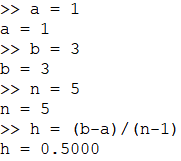 >> a = 1
a = 1
>> b = 3
b = 3
>> n = 5
n = 5
>> h = (b-a)/(n-1)
h = 0.5000